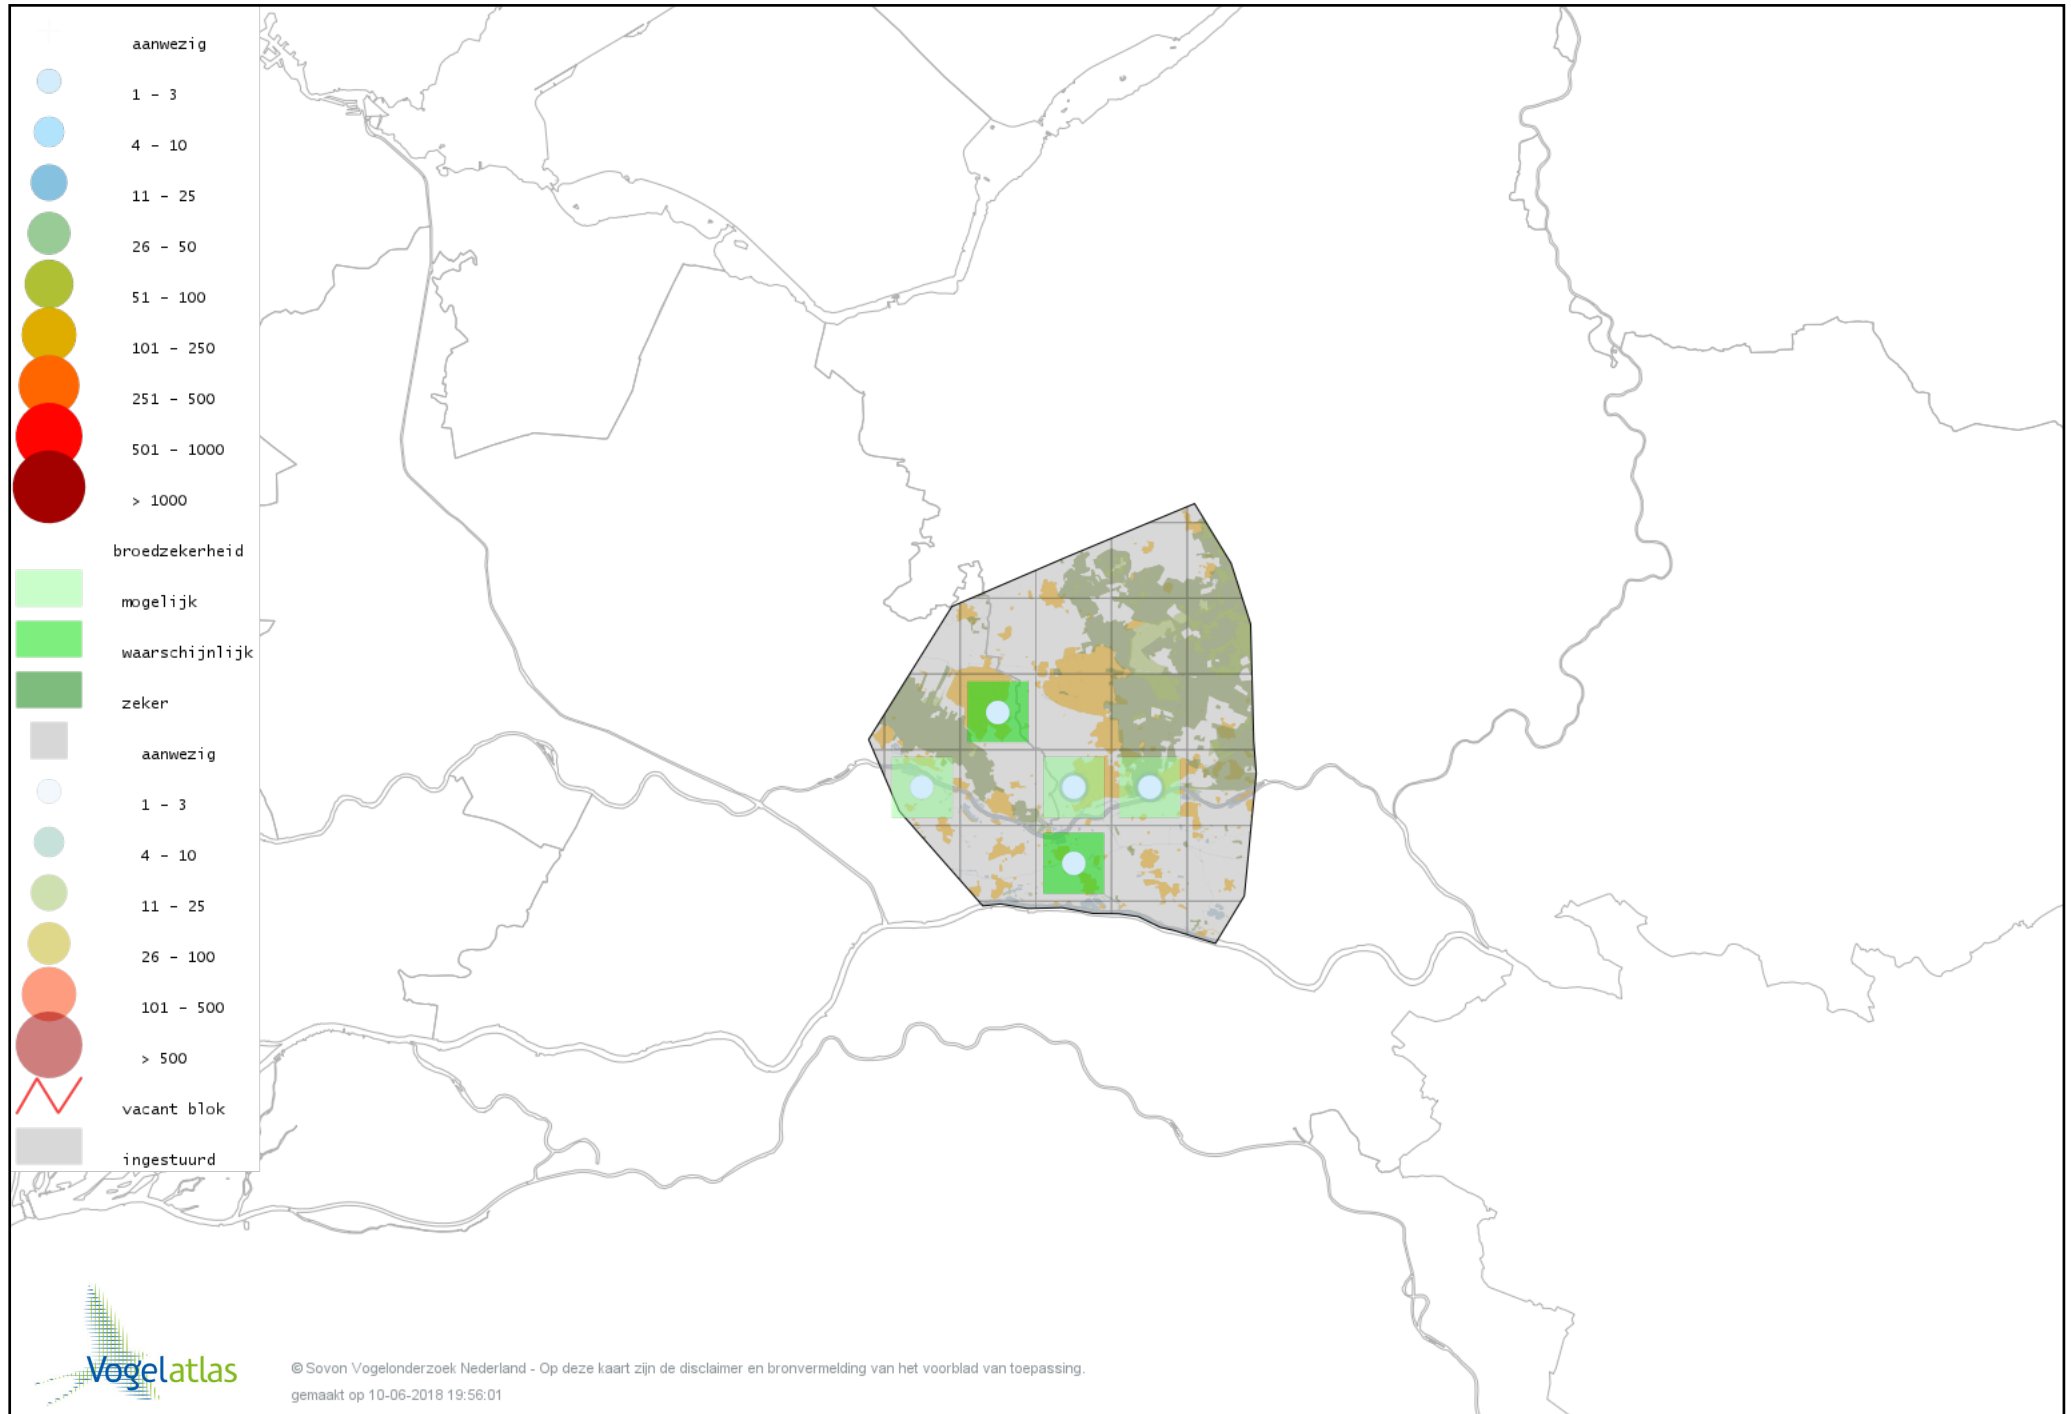 aanwezig
1 - 3
4 - 10
11 - 25
26 - 50
51 - 100
101 - 250
251 - 500
501 - 1000
> 1000
broedzekerheid
mogelijk
waarschijnlijk
zeker
aanwezig
1 - 3
4 - 10
11 - 25
26 - 100
101 - 500
> 500
vacant blok
ingestuurd
Vogelatlas
© Sovon Vogelonderzoek Nederland - Op deze kaart zijn de disclaimer en bronvermelding van het voorblad van toepassing.
gemaakt op 10-06-2018 19:56:01